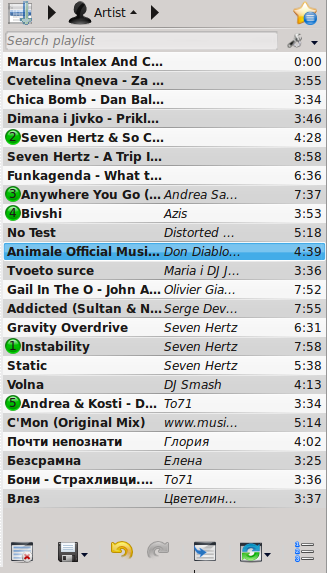 Artist
Search playlist
Marcus Intalex And C... 0:00
Cvetelina Qneva - Za ... 3:55
Chica Bomb - Dan Bal... 3:34
Dimana i Jivko - Prikl... 3:46
2 Seven Hertz & So C... 4:28
Seven Hertz - A Trip I... 8:58
Funkagenda - What t... 6:36
3 Anywhere You Go (... Andrea Sa... 7:37
4 Bivshi Azis 3:53
No Test Distorted ... 5:18
Animale Official Musi... Don Diablo... 4:39
Tvoeto surce Maria i DJ J... 3:36
Gail In The O - John A... Olivier Gia... 7:52
Addicted (Sultan & N... Serge Dev... 7:55
Gravity Overdrive Seven Hertz 6:31
1 Instability Seven Hertz 7:58
Static Seven Hertz 5:38
Volna DJ Smash 4:13
5 Andrea & Kosti - D... To71 3:34
C'Mon (Original Mix) www.musi... 5:14
Почти непознати Глория 4:02
Безсрамна Елена 3:25
Бони - Страхливци.... To71 3:36
Влез Цветелин... 3:37